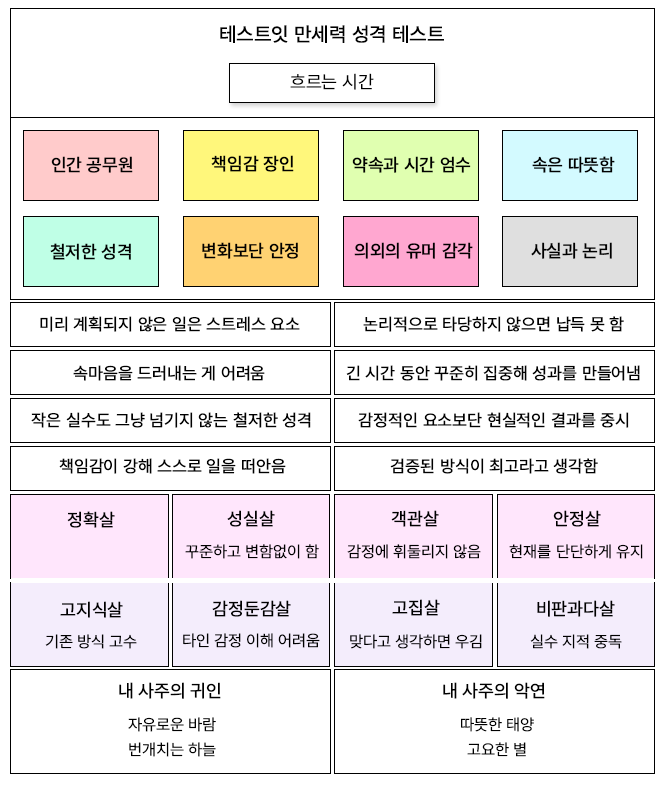 테스트잇 만세력 성격 테스트
흐르는 시간
인간 공무원
책임감 장인
약속과 시간 엄수
속은 따뜻함
철저한 성격
변화보단 안정
의외의 유머 감각
사실과 논리
미리 계획되지 않은 일은 스트레스 요소
논리적으로 타당하지 않으면 납득 못 함
속마음을 드러내는 게 어려움
긴 시간 동안 꾸준히 집중해 성과를 만들어냄
작은 실수도 그냥 넘기지 않는 철저한 성격
감정적인 요소보단 현실적인 결과를 중시
책임감이 강해 스스로 일을 떠안음
검증된 방식이 최고라고 생각함
정확살
성실살
꾸준하고 변함없이 함
객관살
감정에 휘둘리지 않음
안정살
현재를 단단하게 유지
고지식살
기존 방식 고수
감정둔감살
타인 감정 이해 어려움
고집살
맞다고 생각하면 우김
비판과다살
실수 지적 중독
내 사주의 귀인
자유로운 바람
번개치는 하늘
내 사주의 악연
따뜻한 태양
고요한 별